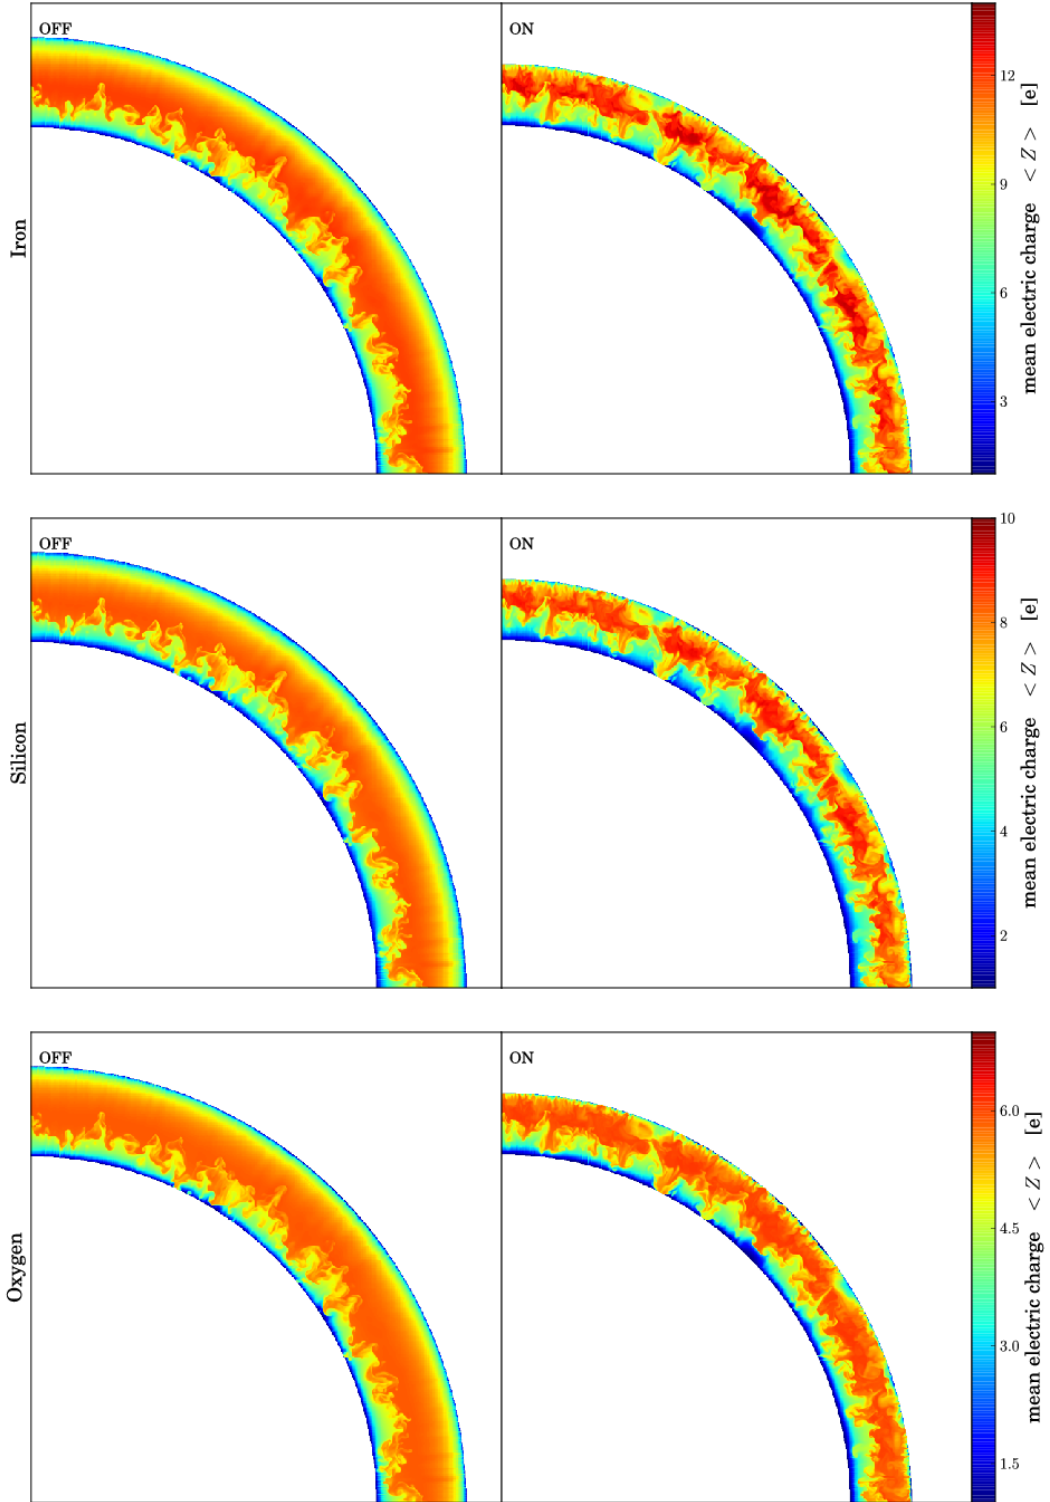 OFF
ON
Iron
12
9
6
3
mean electric charge < Z > [e]
OFF
ON
Silicon
10
8
6
4
2
mean electric charge < Z > [e]
OFF
ON
Oxygen
6.0
4.5
3.0
1.5
mean electric charge < Z > [e]